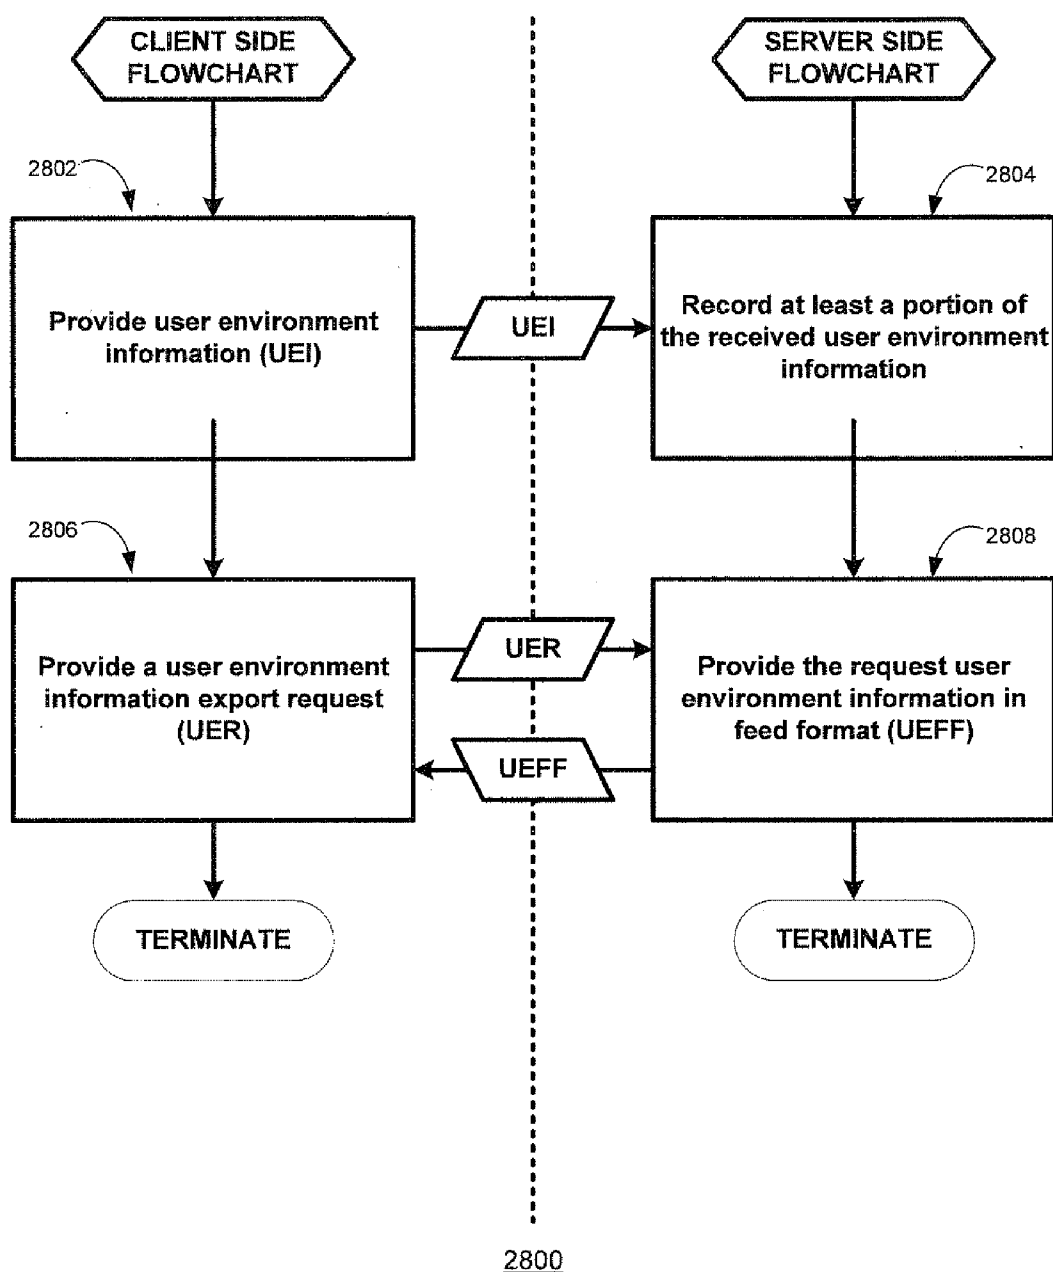 CLIENT SIDE
FLOWCHART
SERVER SIDE
FLOWCHART
2802
2804
Provide user environment
information (UEI)
UEI
Record at least a portion of
the received user environment
information
2806
2808
Provide a user environment
information export request
(UER)
UER
UEFF
Provide the request user
environment information in
feed format (UEFF)
TERMINATE
TERMINATE
2800